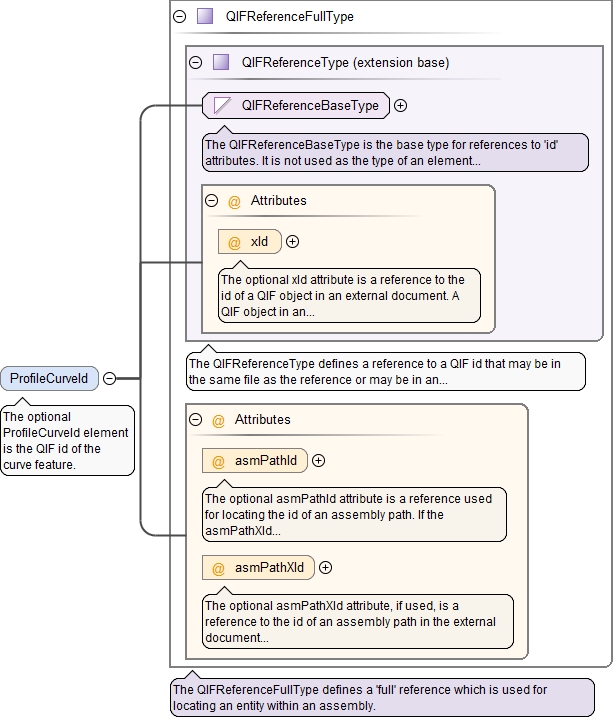 QIFReferenceFullType
QIFReferenceType (extension base)
QIFReferenceBaseType
The QIFReferenceBaseType is the base type for references to 'id'
attributes. It is not used as the type of an element...
@ Attributes
@ xId
The optional xId attribute is a reference to the
id of a QIF object in an external document. A
QIF object in an...
The QIFReferenceType defines a reference to a QIF id that may be in
the same file as the reference or may be in an...
ProfileCurveId
The optional
ProfileCurveId element
is the QIF id of the
curve feature.
@ Attributes
@ asmPathId
The optional asmPathId attribute is a reference used
for locating the id of an assembly path. If the
asmPathXId...
@ asmPathXId
The optional asmPathXId attribute, if used, is a
reference to the id of an assembly path in the external
document...
The QIFReferenceFullType defines a 'full' reference which is used for
locating an entity within an assembly.